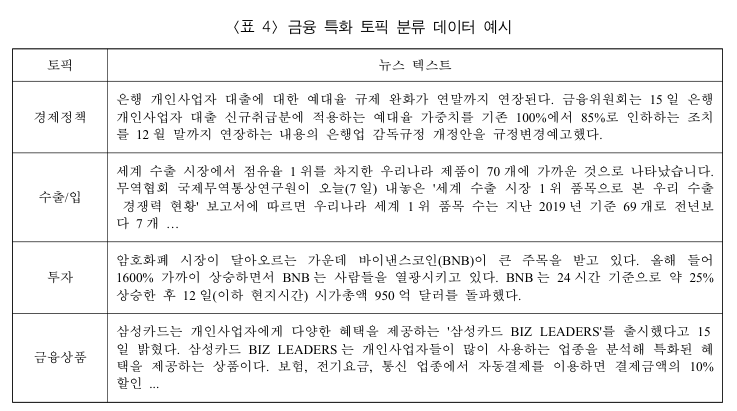 <표 4> 금융 특화 토픽 분류 데이터 예시
토픽
뉴스 텍스트
경제정책
은행 개인사업자 대출에 대한 예대율 규제 완화가 연말까지 연장된다. 금융위원회는 15일 은행
개인사업자 대출 신규취급분에 적용하는 예대율 가중치를 기존 100%에서 85%로 인하하는 조치
를 12월 말까지 연장하는 내용의 은행업 감독규정 개정안을 규정변경예고했다.
수출/입
세계 수출 시장에서 점유율 1위를 차지한 우리나라 제품이 70개에 가까운 것으로 나타났습니다.
무역협회 국제무역통상연구원이 오늘(7일) 내놓은 '세계 수출 시장 1위 품목으로 본 우리 수출
경쟁력 현황' 보고서에 따르면 우리나라 세계 1위 품목 수는 지난 2019년 기준 69개로 전년보
다 7개 ...
투자
암호화폐 시장이 달아오르는 가운데 바이낸스코인(BNB)이 큰 주목을 받고 있다. 올해 들어
1600% 가까이 상승하면서 BNB는 사람들을 열광시키고 있다. BNB는 24시간 기준으로 약 25%
상승한 후 12일(이하 현지시간) 시가총액 950억 달러를 돌파했다.
금융상품
삼성카드는 개인사업자에게 다양한 혜택을 제공하는 '삼성카드 BIZ LEADERS'를 출시했다고 15
일 밝혔다. 삼성카드 BIZ LEADERS는 개인사업자들이 많이 사용하는 업종을 분석해 특화된 혜
택을 제공하는 상품이다. 보험, 전기요금, 통신 업종에서 자동결제를 이용하면 결제금액의 10%
할인 ...